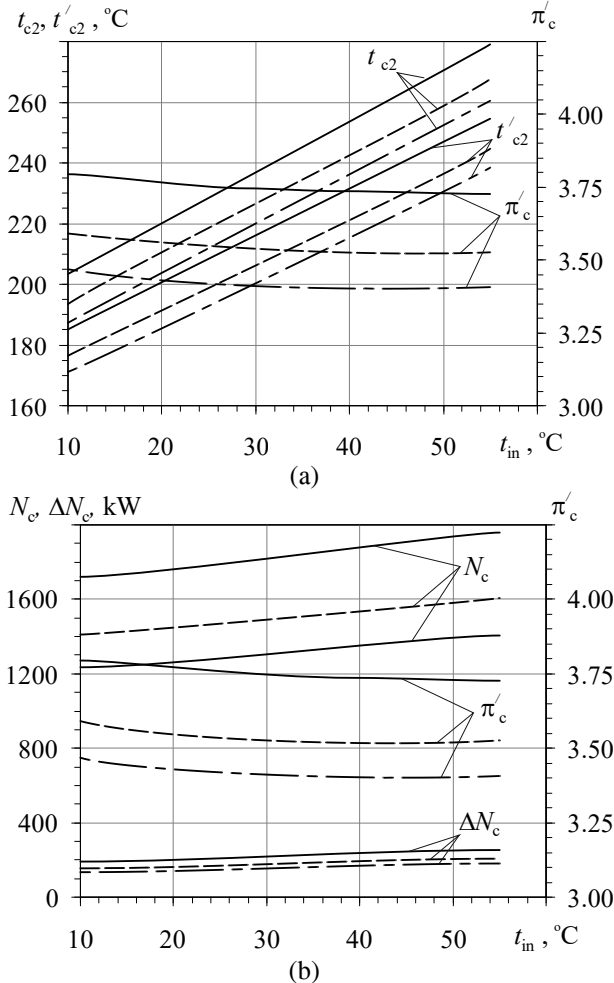 t_c2, t′_c2 , °C
π′_c
t_c2
260
4.00
t′_c2
240
220
3.75
π′_c
200
3.50
180
3.25
160
3.00
10
20
30
40
50
t_in , °C
(a)
N_c, ΔN_c, kW
π′_c
1600
N_c
4.00
1200
3.75
π′_c
800
3.50
400
ΔN_c
3.25
0
3.00
10
20
30
40
50
t_in , °C
(b)